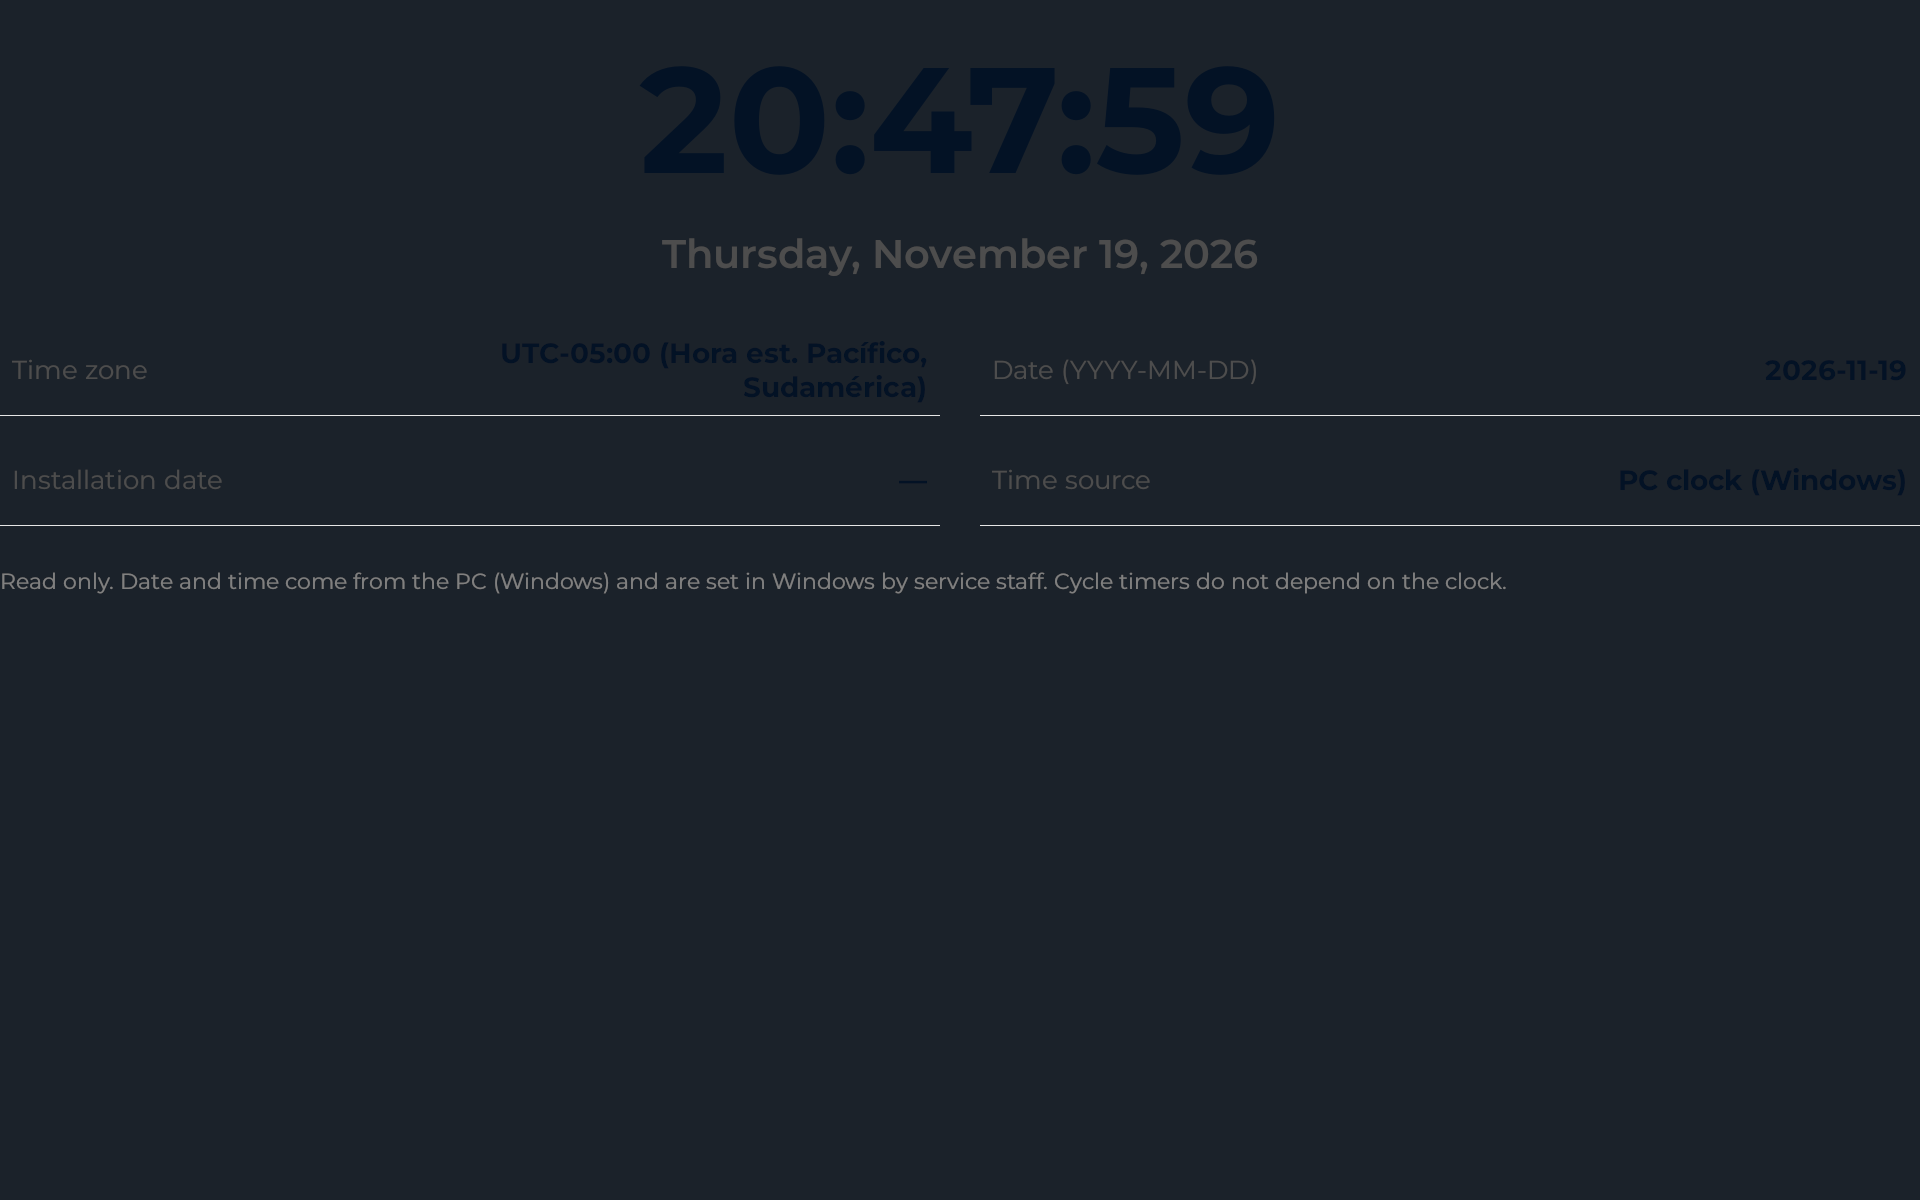 20:47:59
Thursday, November 19, 2026
Time zone
UTC-05:00 (Hora est. Pacífico,
Sudamérica)
Date (YYYY-MM-DD)
2026-11-19
Installation date
—
Time source
PC clock (Windows)
Read only. Date and time come from the PC (Windows) and are set in Windows by service staff. Cycle timers do not depend on the clock.